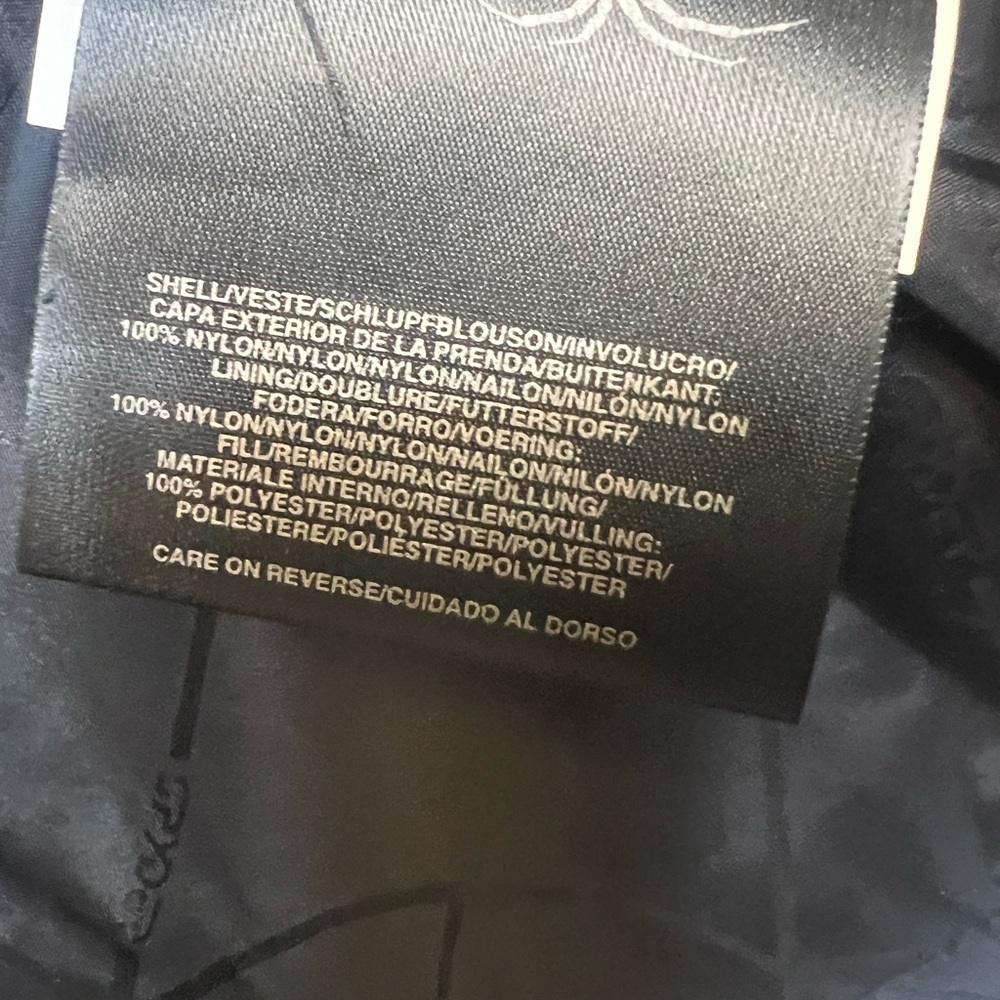 SHELL/VESTE/SCHLUPFBLOUSON/INVOLUCRO/
CAPA EXTERIOR DE LA PRENDA/BUITENKANT:
100% NYLON/NYLON/NYLON/NAILON/NILÓN/NYLON
LINING/DOUBLURE/FUTTERSTOFF/
FODERA/FORRO/VOERING:
100% NYLON/NYLON/NYLON/NAILON/NILÓN/NYLON
FILL/REMBOURRAGE/FÜLLUNG/
MATERIALE INTERNO/RELLENO/VULLING:
100% POLYESTER/POLYESTER/POLYESTER/
POLIESTERE/POLIESTER/POLYESTER
CARE ON REVERSE/CUIDADO AL DORSO